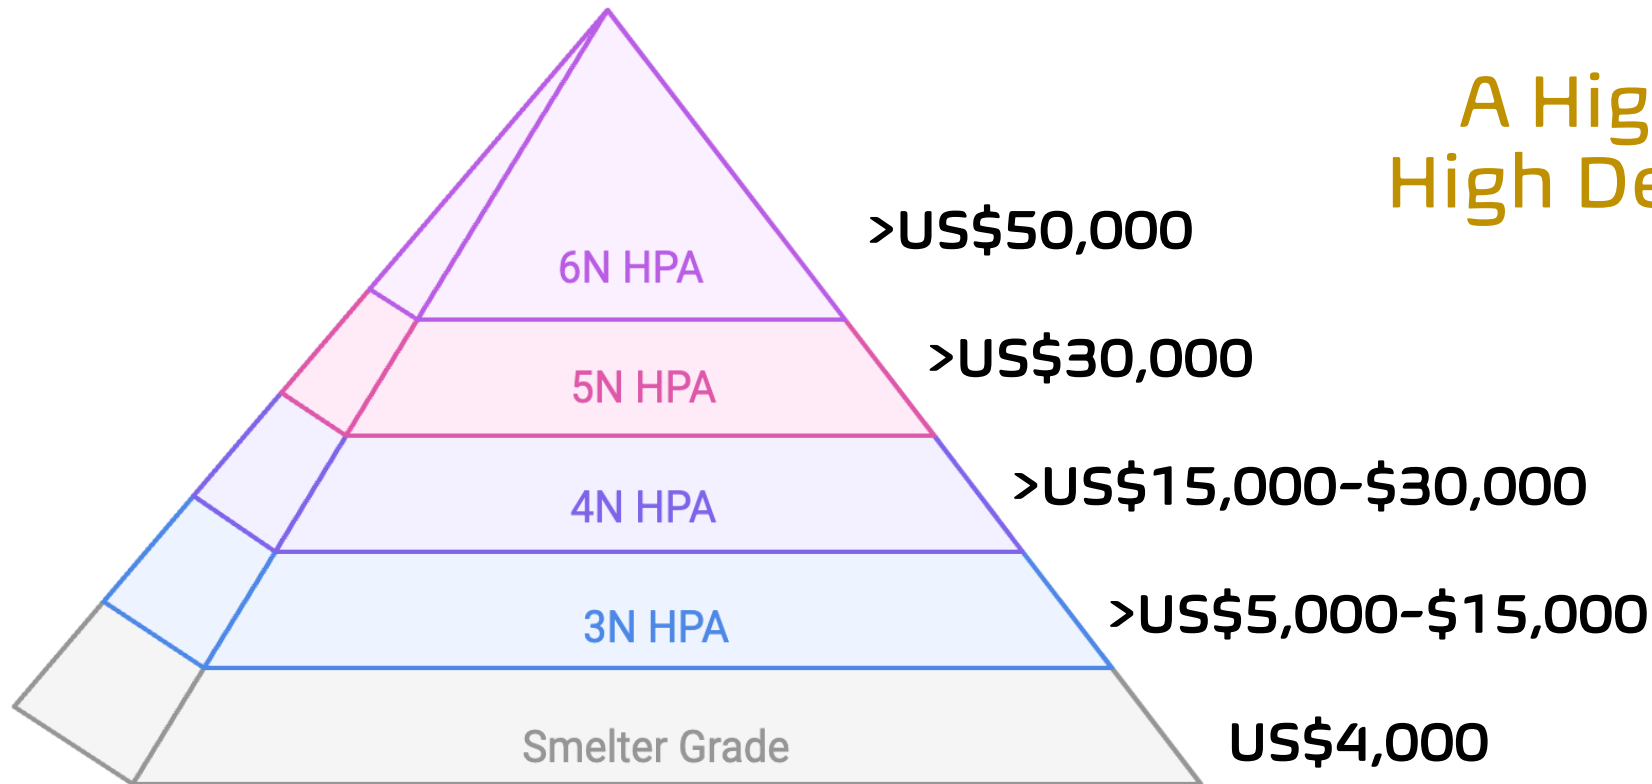 A Hig
High De
>US$50,000
6N HPA
>US$30,000
5N HPA
>US$15,000-$30,000
4N HPA
>US$5,000-$15,000
3N HPA
US$4,000
Smelter Grade